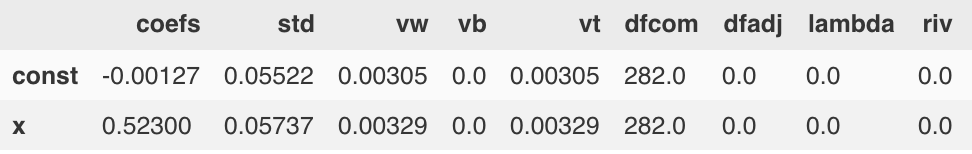 coefs std vw vb vt dfcom dfadj lambda riv
const -0.00127 0.05522 0.00305 0.0 0.00305 282.0 0.0 0.0 0.0
x 0.52300 0.05737 0.00329 0.0 0.00329 282.0 0.0 0.0 0.0